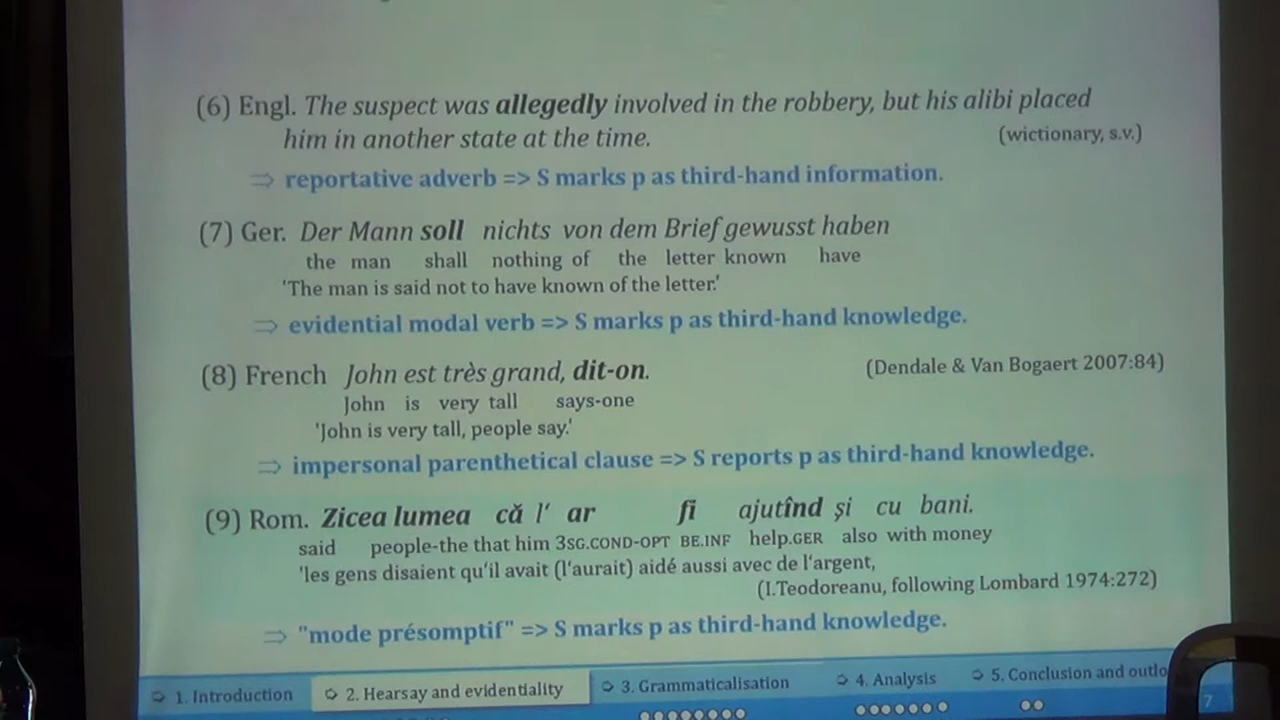 (6) Engl. The suspect was allegedly involved in the robbery, but his alibi placed
him in another state at the time. (wictionary, s.v.)
⇒ reportative adverb => S marks p as third-hand information.
(7) Ger. Der Mann soll nichts von dem Brief gewusst haben
the man shall nothing of the letter known have
'The man is said not to have known of the letter.'
⇒ evidential modal verb => S marks p as third-hand knowledge.
(8) French John est très grand, dit-on. (Dendale & Van Bogaert 2007:84)
John is very tall says-one
'John is very tall, people say.'
⇒ impersonal parenthetical clause => S reports p as third-hand knowledge.
(9) Rom. Zicea lumea că l' ar fi ajutînd și cu bani.
said people-the that him 3SG.COND-OPT BE.INF help.GER also with money
'les gens disaient qu'il avait (l'aurait) aidé aussi avec de l'argent,
(I.Teodoreanu, following Lombard 1974:272)
⇒ "mode présomptif" => S marks p as third-hand knowledge.
1. Introduction 2. Hearsay and evidentiality 3. Grammaticalisation 4. Analysis 5. Conclusion and outlo
7